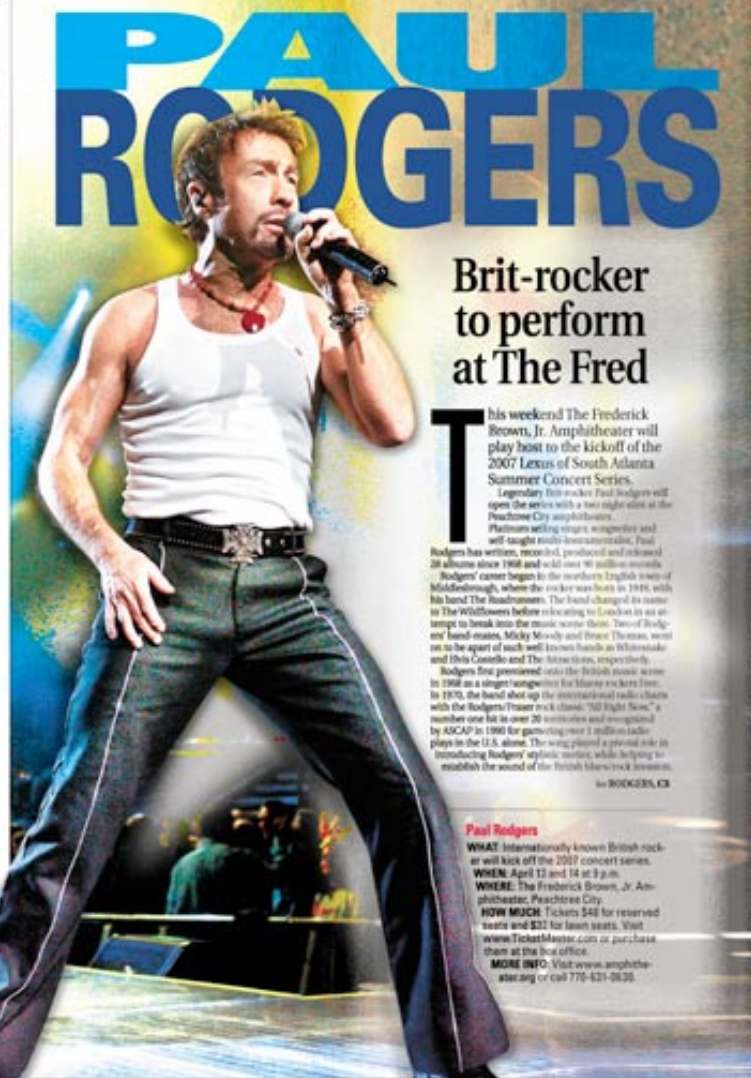 PAUL
RODGERS
Brit-rocker
to perform
at The Fred
This weekend The Frederick
Brown, Jr. Amphitheater will
play host to the kickoff of the
2007 Lexus of South Atlanta
Summer Concert Series.
Legendary Brit-rocker Paul Rodgers will
open the series with a two night stint at the
Peachtree City amphitheater.
Platinum selling singer, songwriter and
self-taught multi-instrumentalist, Paul
Rodgers has written, recorded, produced and released
28 albums since 1968 and sold over 90 million records.
Rodgers' career began in the northern English town of
Middlesbrough, where the rocker was born in 1949, with
his band The Roadrunners. The band changed its name
to The Wildflowers before relocating to London in an at-
tempt to break into the music scene there. Two of Rodg-
ers' band-mates, Micky Moody and Bruce Thomas, went
on to be apart of such well known bands as Whitesnake
and Elvis Costello and The Attractions, respectively.
Rodgers first premiered onto the British music scene
in 1968 as a singer/songwriter for bluesy rockers Free.
In 1970, the band shot up the international radio charts
with the Rodgers/Fraser rock classic "All Right Now," a
number one hit in over 20 territories and recognized
by ASCAP in 1990 for garnering over 1 million radio
plays in the U.S. alone. The song played a pivotal role in
introducing Rodgers' stylistic meter, while helping to
establish the sound of the British blues/rock invasion.
RODGERS, C3
Paul Rodgers
WHAT: Internationally known British rock-
er will kick off the 2007 concert series.
WHEN: April 13 and 14 at 9 p.m.
WHERE: The Frederick Brown, Jr. Am-
phitheater, Peachtree City.
HOW MUCH: Tickets $48 for reserved
seats and $32 for lawn seats. Visit
www.TicketMaster.com or purchase
them at the box office.
MORE INFO: Visit www.amphithe-
ater.org or call 770-631-0630.